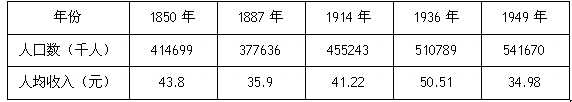 年份 1850 年 1887 年 1914 年 1936 年 1949 年
人口数（千人） 414699 377636 455243 510789 541670
人均收入（元） 43.8 35.9 41.22 50.51 34.98